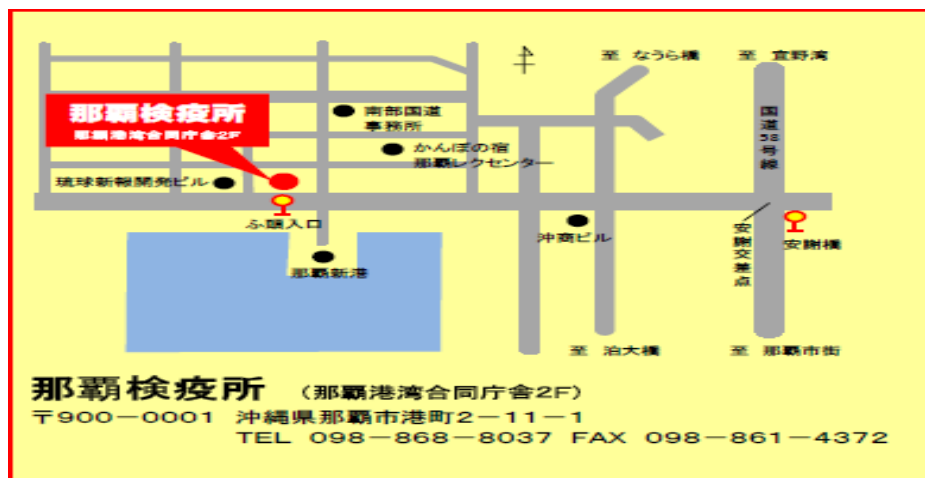 至 なうら橋
至 宜野湾
那覇検疫所
那覇港湾合同庁舎2F
南部国道
事務所
国道58号線
かんぽの宿
那覇レクセンター
琉球新報開発ビル
ふ頭入口
沖商ビル
安謝交差点
安謝橋
那覇新港
至 泊大橋
至 那覇市街
那覇検疫所 （那覇港湾合同庁舎2F）
〒900－0001 沖縄県那覇市港町2－11－1
TEL 098－868－8037 FAX 098－861－4372